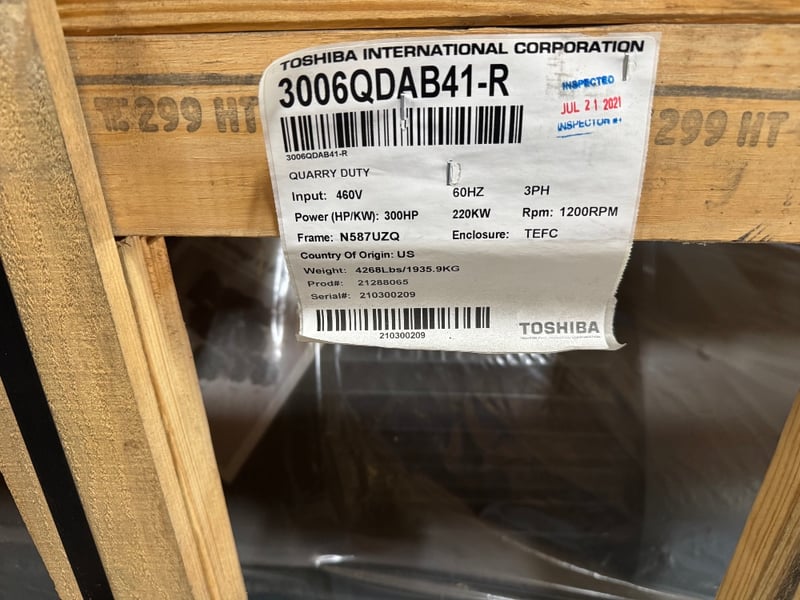 TOSHIBA INTERNATIONAL CORPORATION
3006QDAB41-R
INSPECTED
JUL 21 2021
INSPECTOR #1
3006QDAB41-R
QUARRY DUTY
Input: 460V 60HZ 3PH
Power (HP/KW): 300HP 220KW Rpm: 1200RPM
Frame: N587UZQ Enclosure: TEFC
Country Of Origin: US
Weight: 4268Lbs/1935.9KG
Prod#: 21288065
Serial#: 210300209
210300209
TOSHIBA
299 HT
299 HT